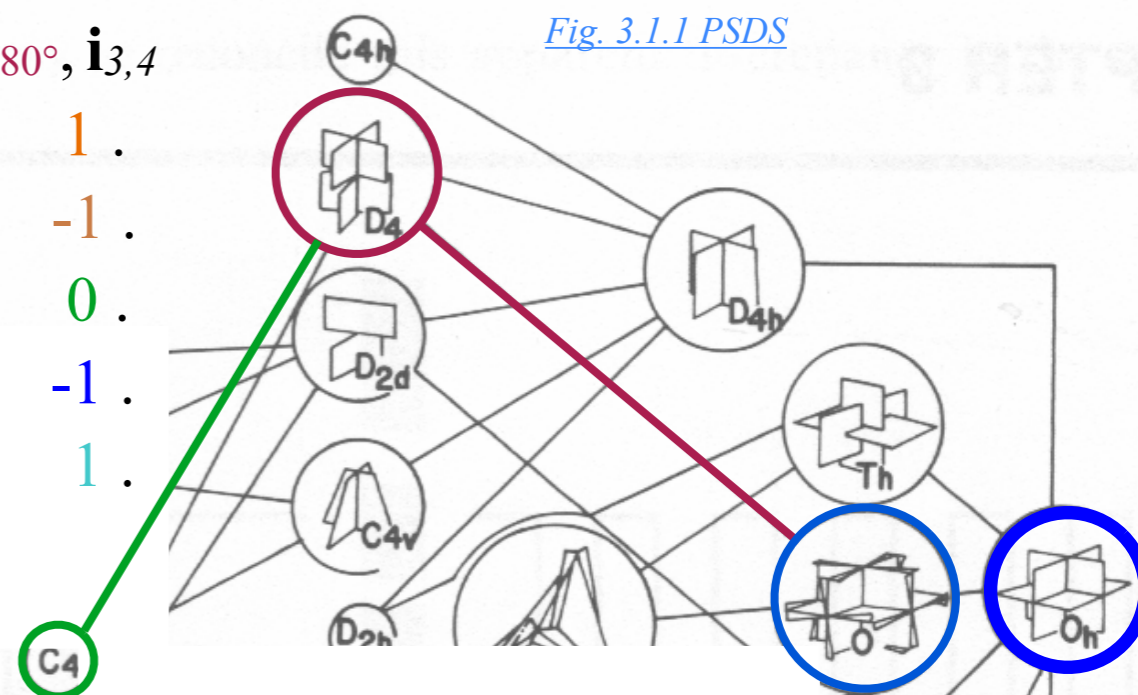 Fig. 3.1.1 PSDS
80°, i3,4
1 .
-1 .
0 .
-1 .
1 .
C4h
D4
D4h
D2d
Th
C4v
D2h
O
Oh
C4